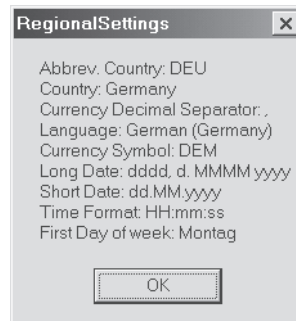 RegionalSettings
Abbrev. Country: DEU
Country: Germany
Currency Decimal Separator: ,
Language: German (Germany)
Currency Symbol: DEM
Long Date: dddd, d. MMMM yyyy
Short Date: dd.MM.yyyy
Time Format: HH:mm:ss
First Day of week: Montag
OK